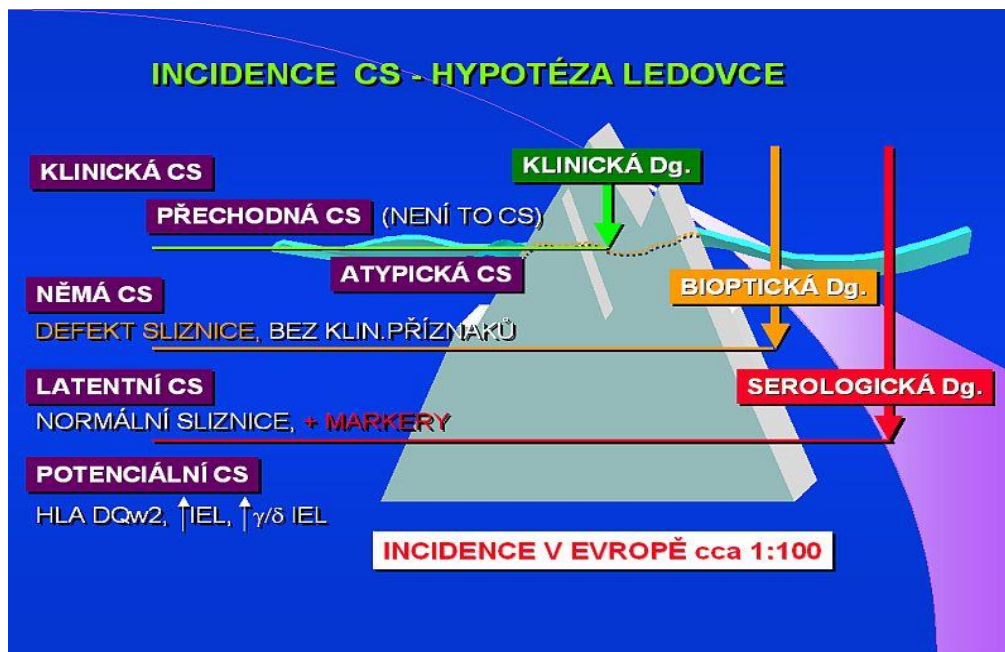 INCIDENCE CS - HYPOTÉZA LEDOVCE
KLINICKÁ CS
KLINICKÁ Dg.
PŘECHODNÁ CS (NENÍ TO CS)
ATYPICKÁ CS
NĚMÁ CS
BIOPTICKÁ Dg.
DEFEKT SLIZNICE, BEZ KLIN.PŘÍZNAKŮ
LATENTNÍ CS
SEROLOGICKÁ Dg.
NORMÁLNÍ SLIZNICE, + MARKERY
POTENCIÁLNÍ CS
HLA DQw2, ↑IEL, ↑γ/δ IEL
INCIDENCE V EVROPĚ cca 1:100